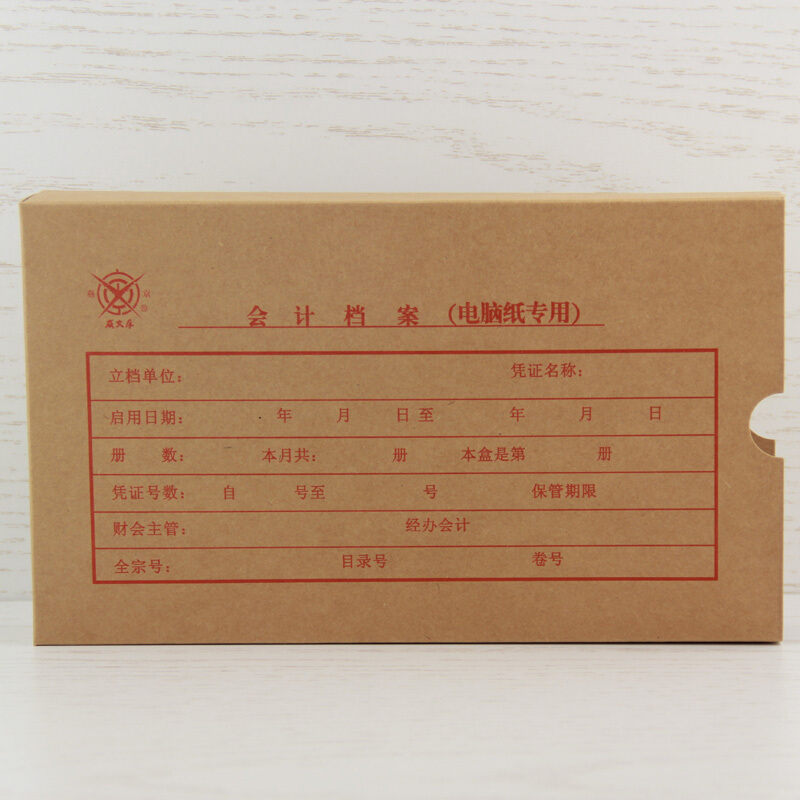 会计档案(电脑纸专用)
立档单位： 凭证名称：
启用日期： 年 月 日至 年 月 日
册 数： 本月共： 册 本盒是第 册
凭证号数： 自 号至 号 保管期限
财会主管： 经办会计
全宗号： 目录号 卷号